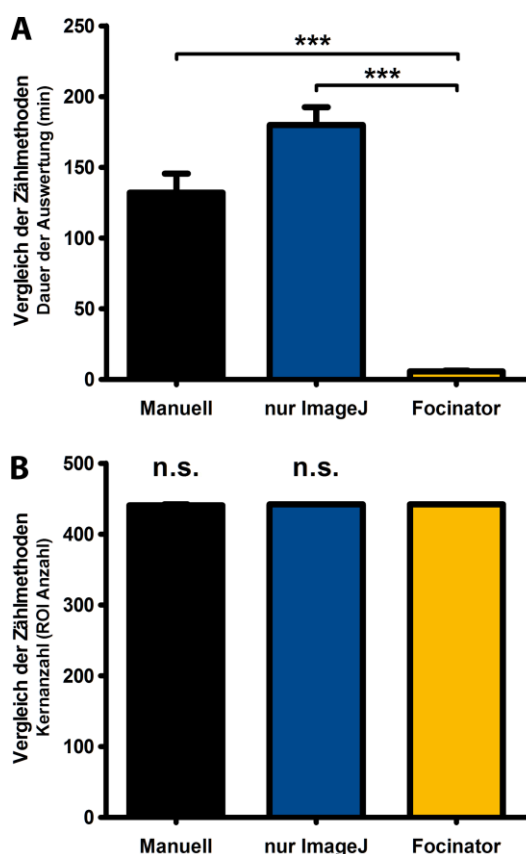 A
Vergleich der Zählmethoden
Dauer der Auswertung (min)
250
200
150
100
50
0
***
***
Manuell nur ImageJ Focinator
B
Vergleich der Zählmethoden
Kernanzahl (ROI Anzahl)
500
400
300
200
100
0
n.s. n.s.
Manuell nur ImageJ Focinator